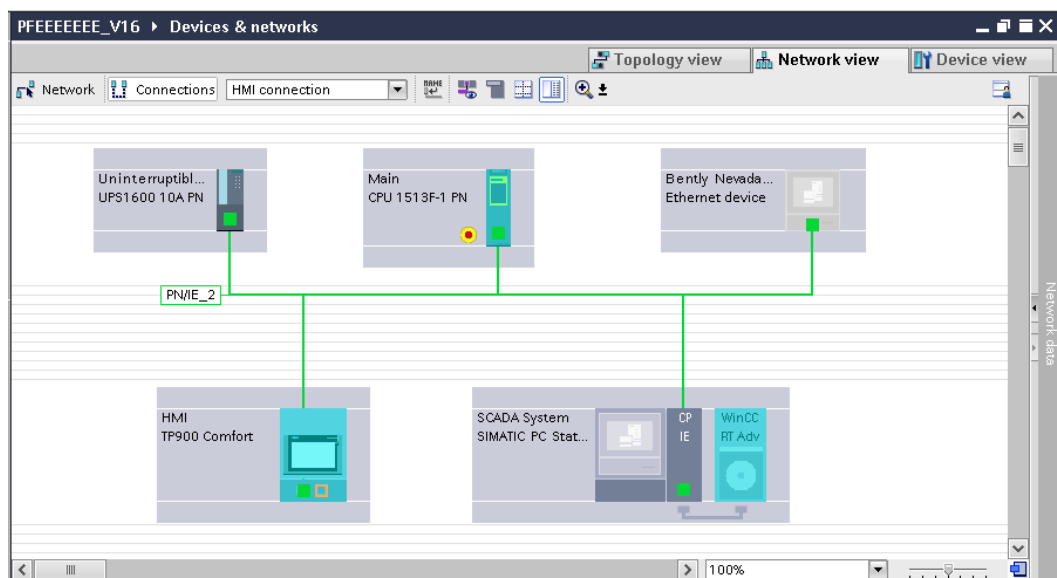 PFEEEEEEE_V16 ▸ Devices & networks
Topology view
Network view
Device view
Network
Connections
HMI connection
NAME
Uninterruptibl...
UPS1600 10A PN
Main
CPU 1513F-1 PN
Bently Nevada...
Ethernet device
PN/IE_2
HMI
TP900 Comfort
SCADA System
SIMATIC PC Stat...
CP
IE
WinCC
RT Adv
Network data
100%